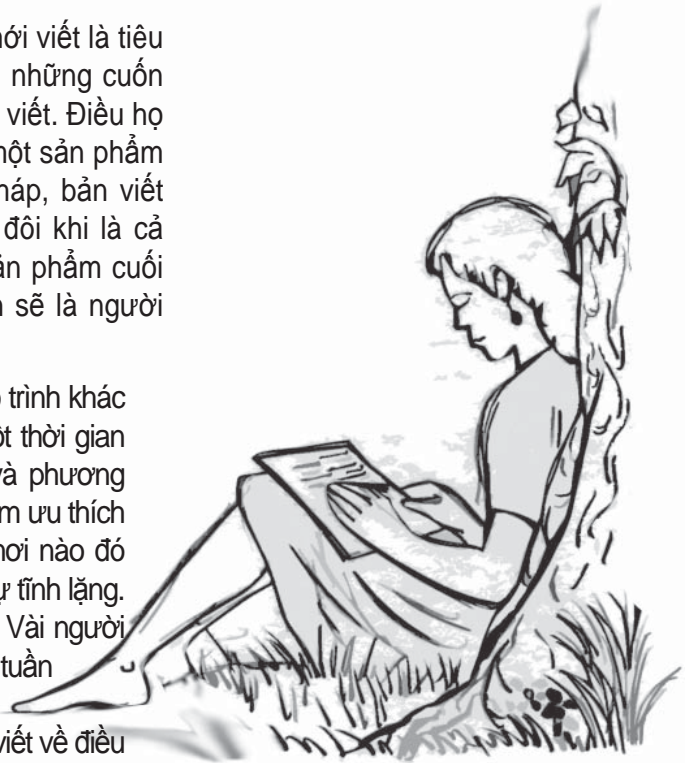 ới viết là tiêu
những cuốn
viết. Điều họ
ột sản phẩm
háp, bản viết
đôi khi là cả
ản phẩm cuối
sẽ là người
trình khác
ột thời gian
và phương
ưu thích
nơi nào đó
tĩnh lặng.
Vài người
tuần
viết về điều